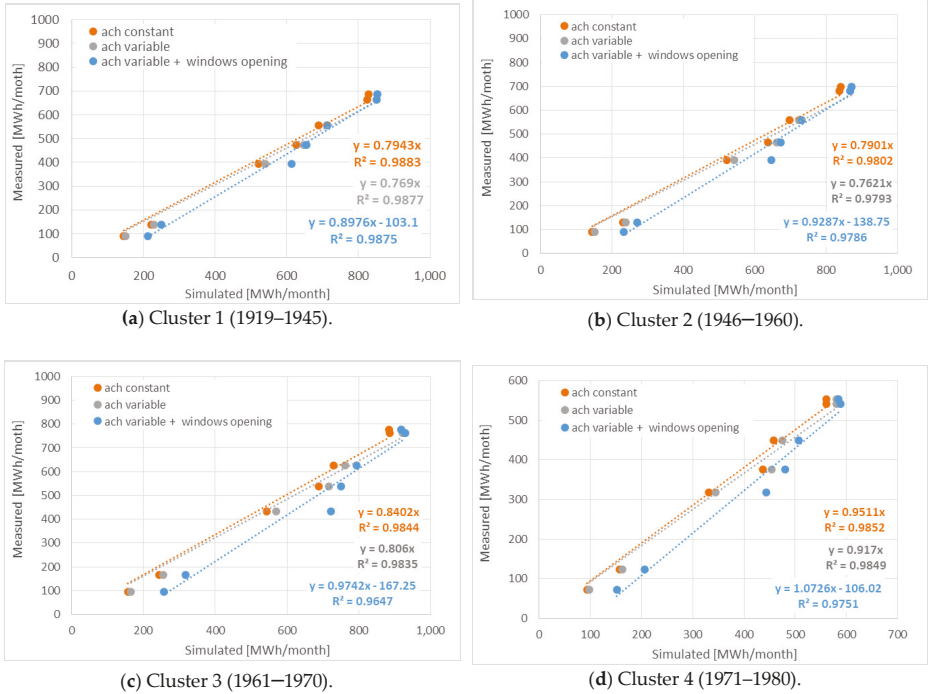 1000
900
800
700
600
500
400
300
200
100
0
Measured [MWh/moth]
ach constant
ach variable
ach variable + windows opening
y = 0.7943x
R² = 0.9883
y = 0.769x
R² = 0.9877
y = 0.8976x - 103.1
R² = 0.9875
0 200 400 600 800 1,000
Simulated [MWh/month]
(a) Cluster 1 (1919–1945).
1000
900
800
700
600
500
400
300
200
100
0
Measured [MWh/moth]
ach constant
ach variable
ach variable + windows opening
y = 0.7901x
R² = 0.9802
y = 0.7621x
R² = 0.9793
y = 0.9287x - 138.75
R² = 0.9786
0 200 400 600 800 1,000
Simulated [MWh/month]
(b) Cluster 2 (1946–1960).
1000
900
800
700
600
500
400
300
200
100
0
Measured [MWh/moth]
ach constant
ach variable
ach variable + windows opening
y = 0.8402x
R² = 0.9844
y = 0.806x
R² = 0.9835
y = 0.9742x - 167.25
R² = 0.9647
0 200 400 600 800 1,000
Simulated [MWh/month]
(c) Cluster 3 (1961–1970).
600
500
400
300
200
100
0
Measured [MWh/moth]
ach constant
ach variable
ach variable + windows opening
y = 0.9511x
R² = 0.9852
y = 0.917x
R² = 0.9849
y = 1.0726x - 106.02
R² = 0.9751
0 100 200 300 400 500 600 700
Simulated [MWh/month]
(d) Cluster 4 (1971–1980).